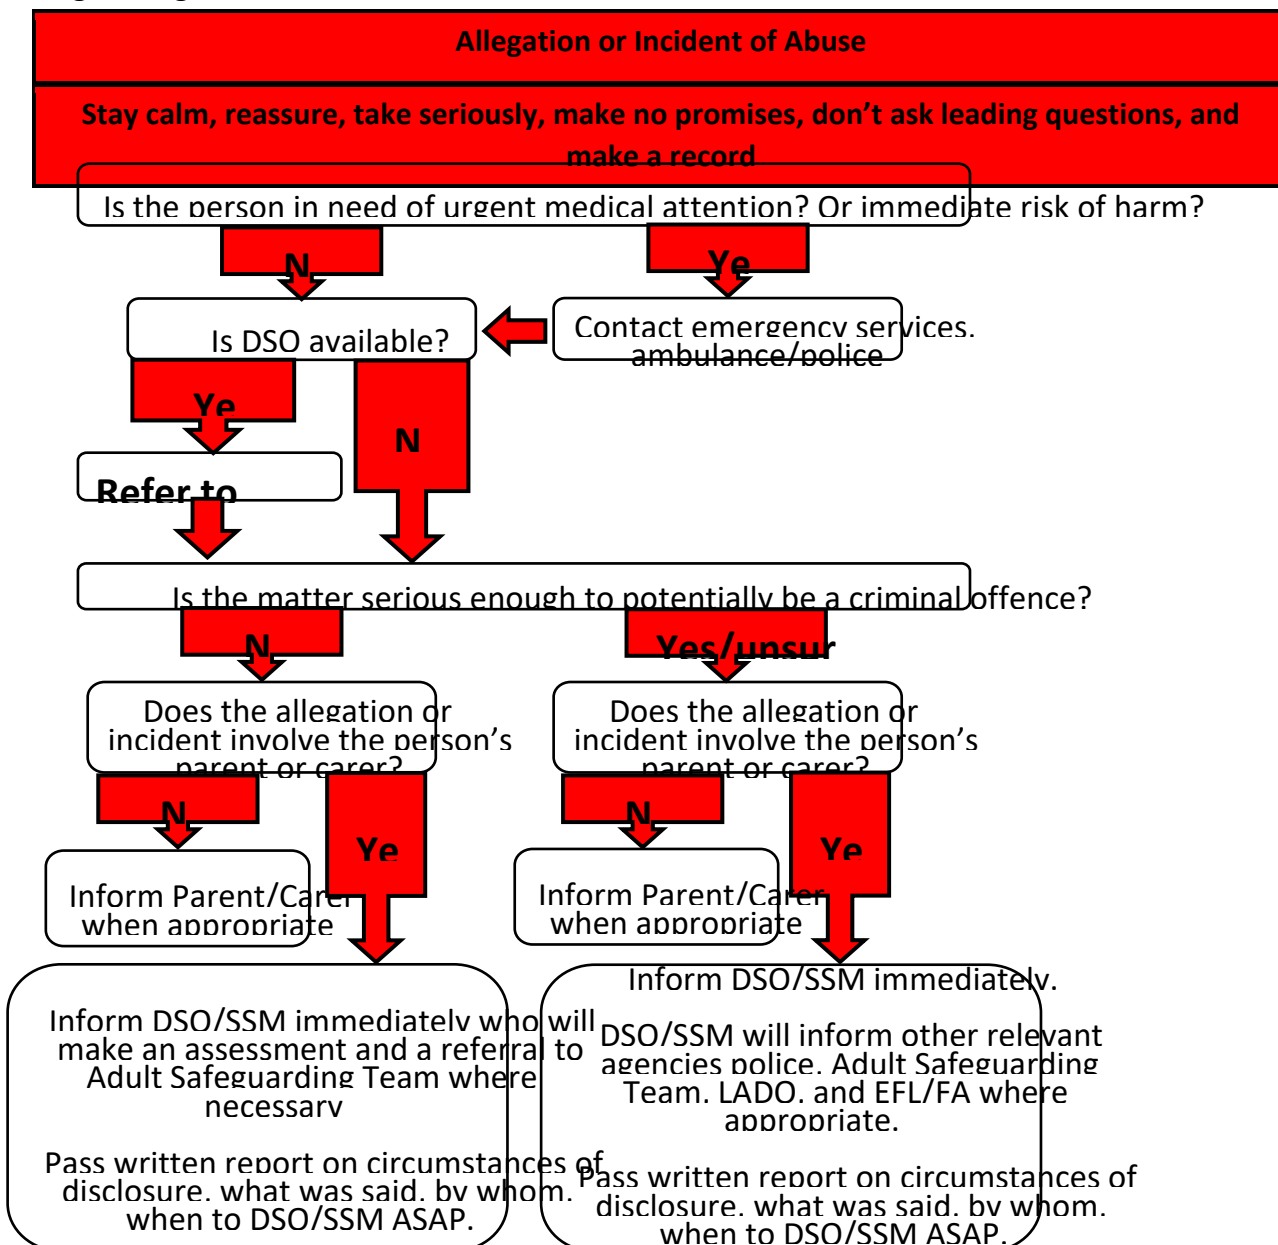 Allegation or Incident of Abuse
Stay calm, reassure, take seriously, make no promises, don't ask leading questions, and
make a record
Is the person in need of urgent medical attention? Or immediate risk of harm?
N
Ye
Is DSO available?
Contact emergency services.
ambulance/police
Ye
N
Refer to
Is the matter serious enough to potentially be a criminal offence?
N
Yes/unsur
Does the allegation or
incident involve the person's
parent or carer?
Does the allegation or
incident involve the person's
parent or carer?
N
Ye
N
Ye
Inform Parent/Carer
when appropriate
Inform Parent/Carer
when appropriate
Inform DSO/SSM immediately who will
make an assessment and a referral to
Adult Safeguarding Team where
necessary
Pass written report on circumstances of
disclosure. what was said. by whom.
when to DSO/SSM ASAP.
Inform DSO/SSM immediately.
DSO/SSM will inform other relevant
agencies police. Adult Safeguarding
Team. LADO. and EFL/FA where
appropriate.
Pass written report on circumstances of
disclosure. what was said. by whom.
when to DSO/SSM ASAP.